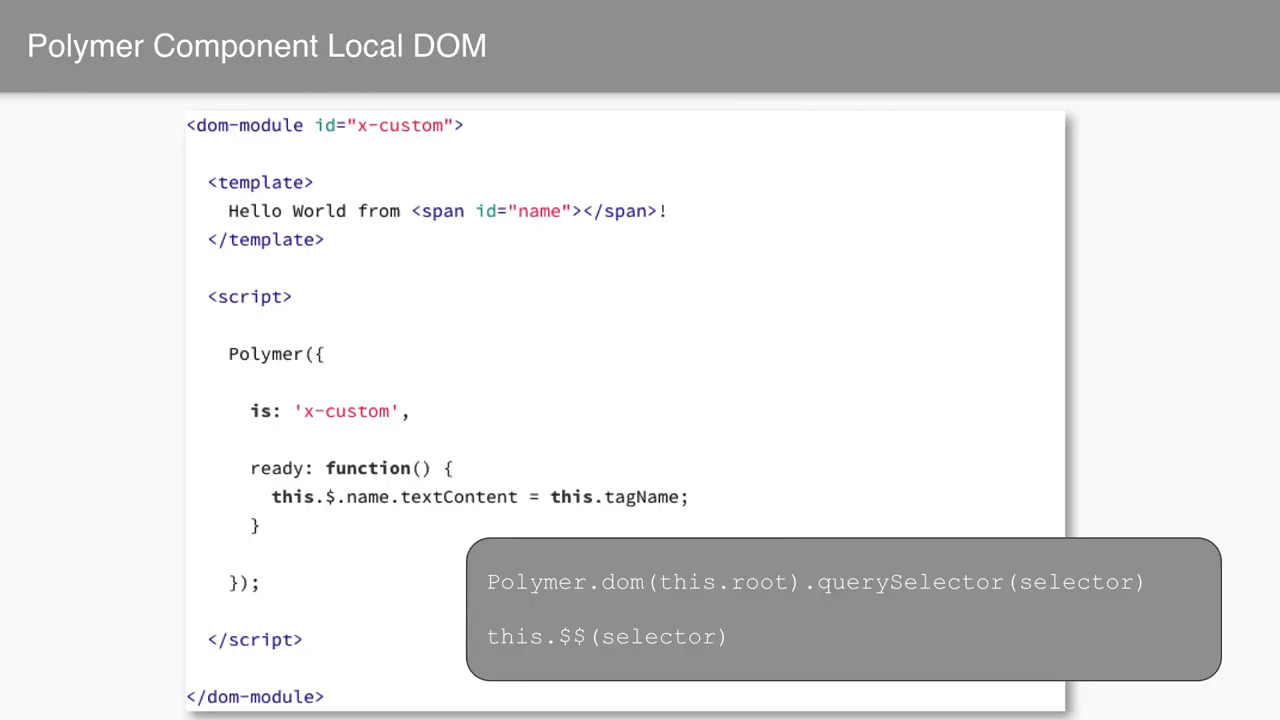 Polymer Component Local DOM
<dom-module id="x-custom">
<template>
Hello World from <span id="name"></span>!
</template>
<script>
Polymer({
is: 'x-custom',
ready: function() {
this.$.name.textContent = this.tagName;
}
});
</script>
</dom-module>
Polymer.dom(this.root).querySelector(selector)
this.$$(selector)